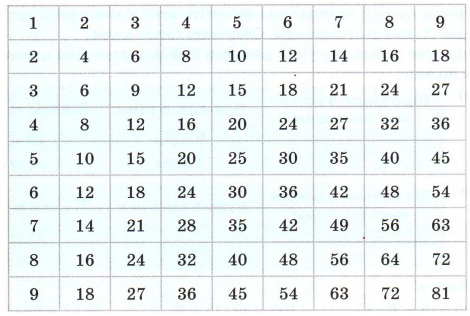 1 2 3 4 5 6 7 8 9
2 4 6 8 10 12 14 16 18
3 6 9 12 15 18 21 24 27
4 8 12 16 20 24 27 32 36
5 10 15 20 25 30 35 40 45
6 12 18 24 30 36 42 48 54
7 14 21 28 35 42 49 56 63
8 16 24 32 40 48 56 64 72
9 18 27 36 45 54 63 72 81